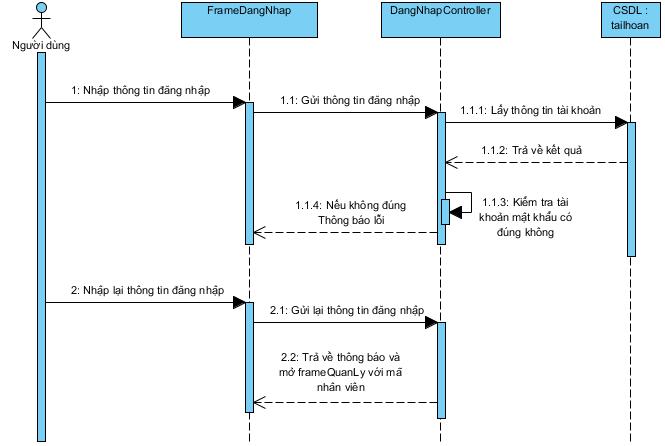 FrameDangNhap
DangNhapController
CSDL :
tailhoan
Người dùng
1: Nhập thông tin đăng nhập
1.1: Gửi thông tin đăng nhập
1.1.1: Lấy thông tin tài khoản
1.1.2: Trả về kết quả
1.1.3: Kiểm tra tài
khoản mật khẩu có
đúng không
1.1.4: Nếu không đúng
Thông báo lỗi
2: Nhập lại thông tin đăng nhập
2.1: Gửi lại thông tin đăng nhập
2.2: Trả về thông báo và
mở frameQuanLy với mã
nhân viên